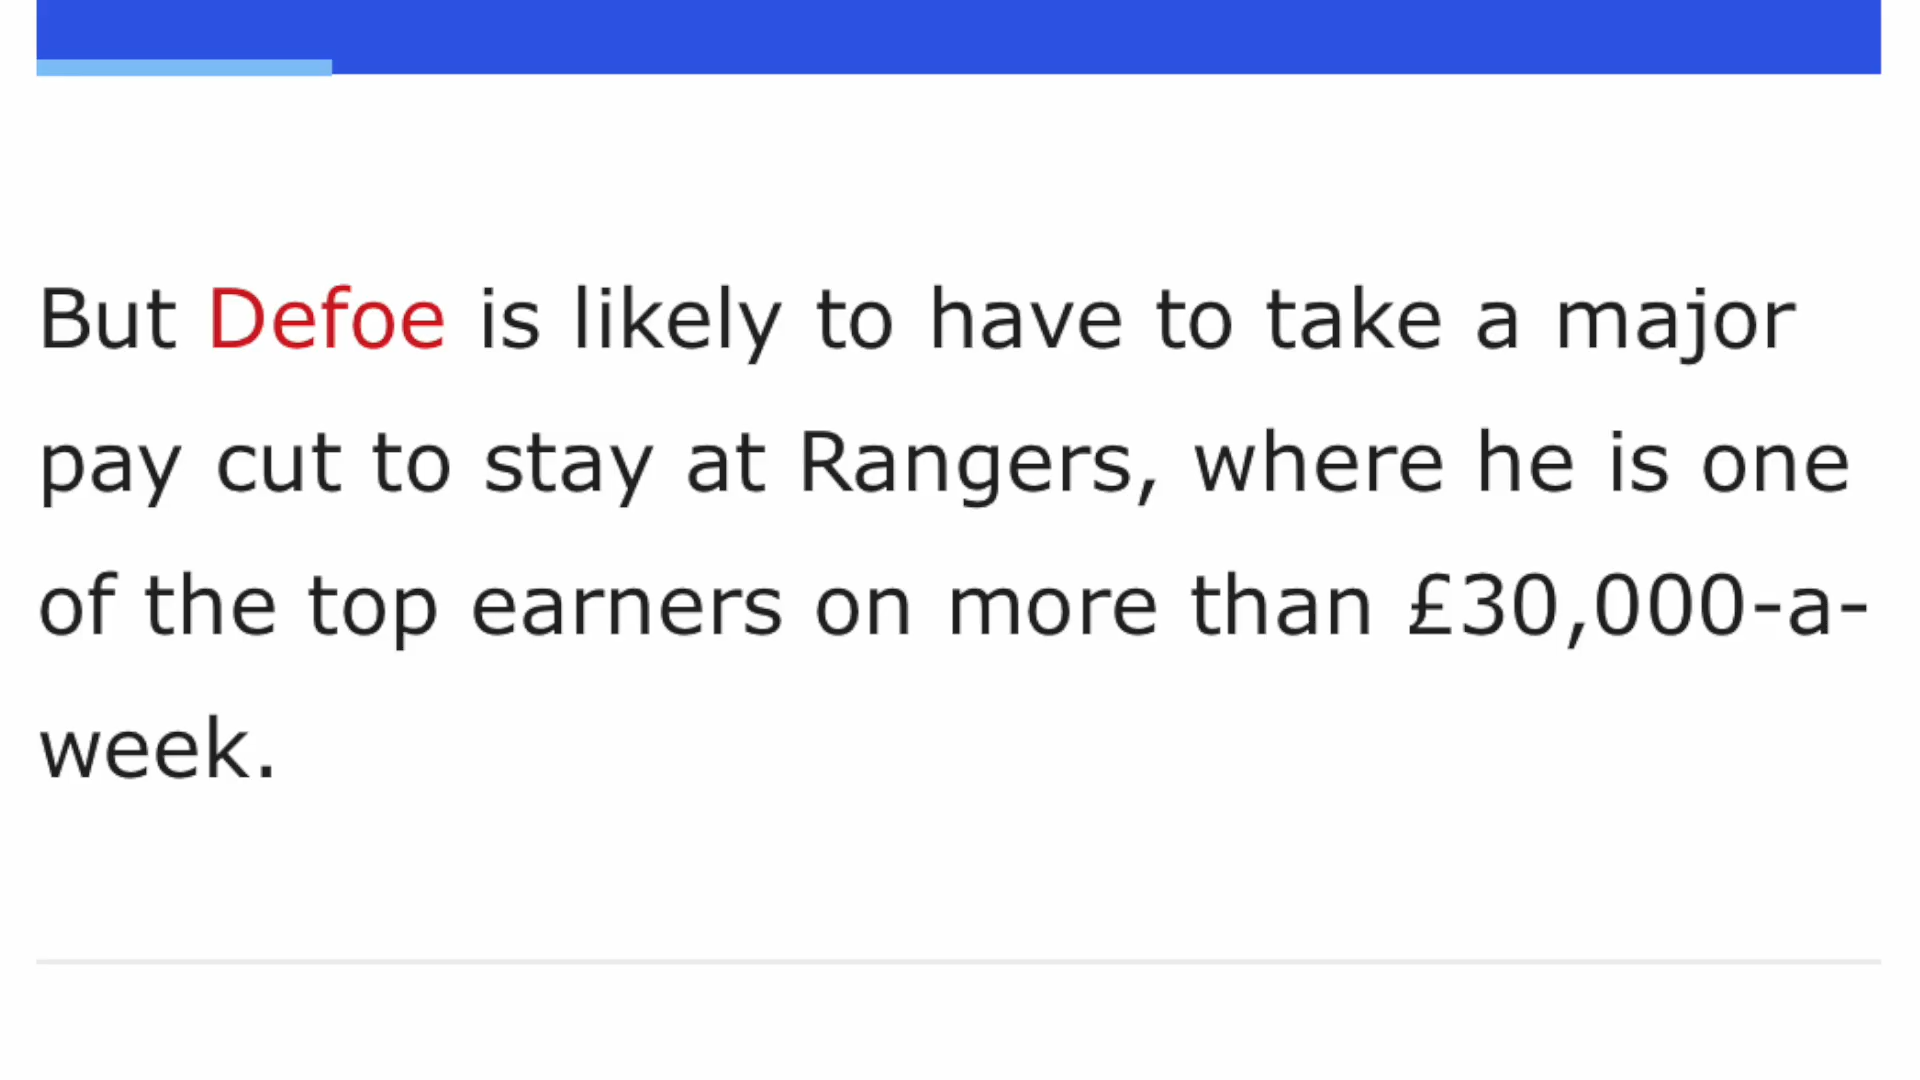 But Defoe is likely to have to take a major
pay cut to stay at Rangers, where he is one
of the top earners on more than £30,000-a-
week.